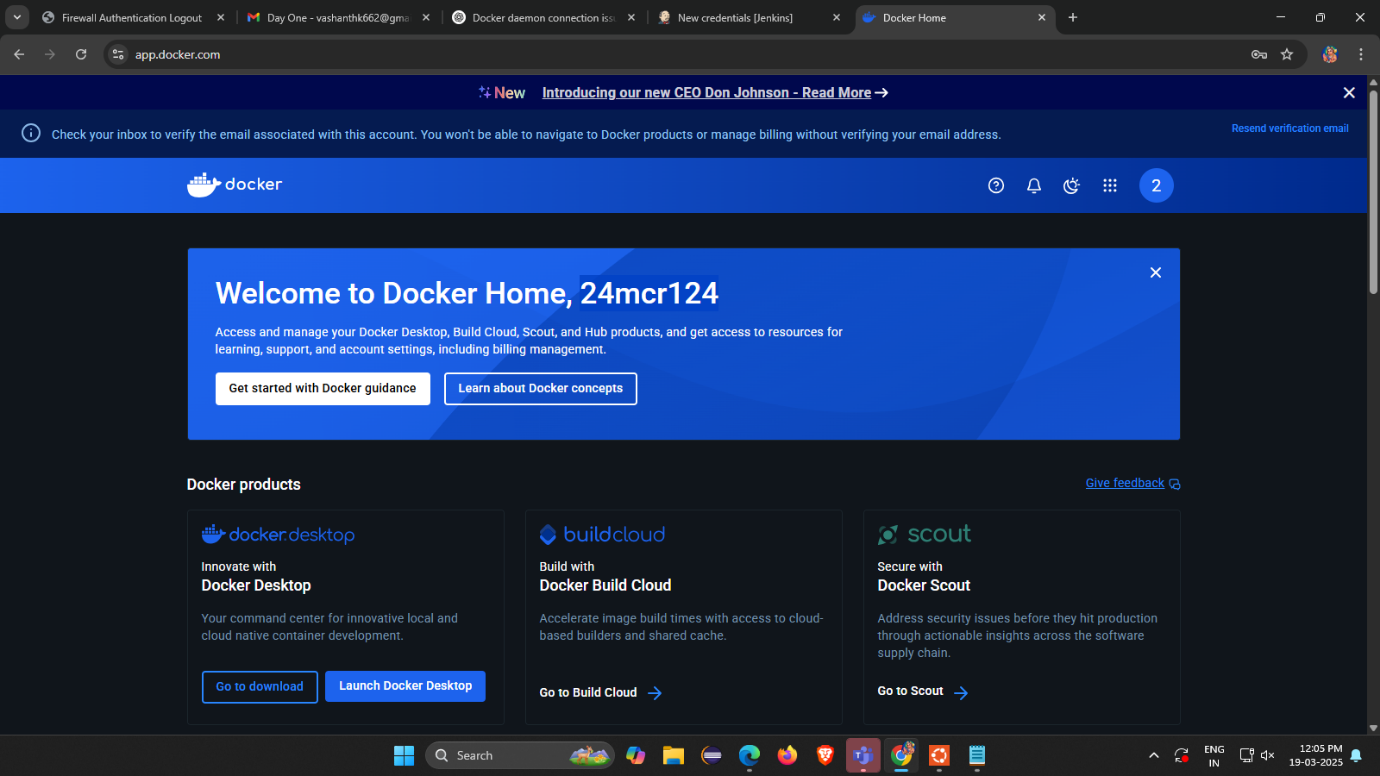 Firewall Authentication Logout
Day One - vashanthk662@gma
Docker daemon connection issu
New credentials [Jenkins]
Docker Home
app.docker.com
New Introducing our new CEO Don Johnson - Read More
Check your inbox to verify the email associated with this account. You won't be able to navigate to Docker products or manage billing without verifying your email address.
Resend verification email
docker
2
Welcome to Docker Home, 24mcr124
Access and manage your Docker Desktop, Build Cloud, Scout, and Hub products, and get access to resources for
learning, support, and account settings, including billing management.
Get started with Docker guidance
Learn about Docker concepts
Docker products
Give feedback
docker desktop
Innovate with
Docker Desktop
Your command center for innovative local and
cloud native container development.
Go to download
Launch Docker Desktop
build cloud
Build with
Docker Build Cloud
Accelerate image build times with access to cloud-
based builders and shared cache.
Go to Build Cloud
scout
Secure with
Docker Scout
Address security issues before they hit production
through actionable insights across the software
supply chain.
Go to Scout
Search
ENG
IN
12:05 PM
19-03-2025